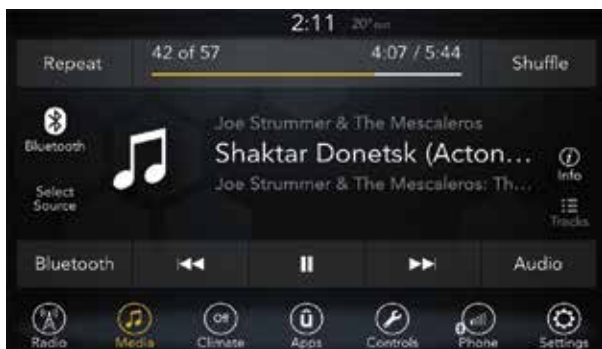 2:11 20°
Repeat 42 of 57 4:07 / 5:44 Shuffle
Joe Strummer & The Mescaleros
Bluetooth
Shaktar Donetsk (Acton...
Info
Select
Source
Joe Strummer & The Mescaleros: Th...
Tracks
Bluetooth Audio
Off û
Radio Media Climate Apps Controls Phone Settings